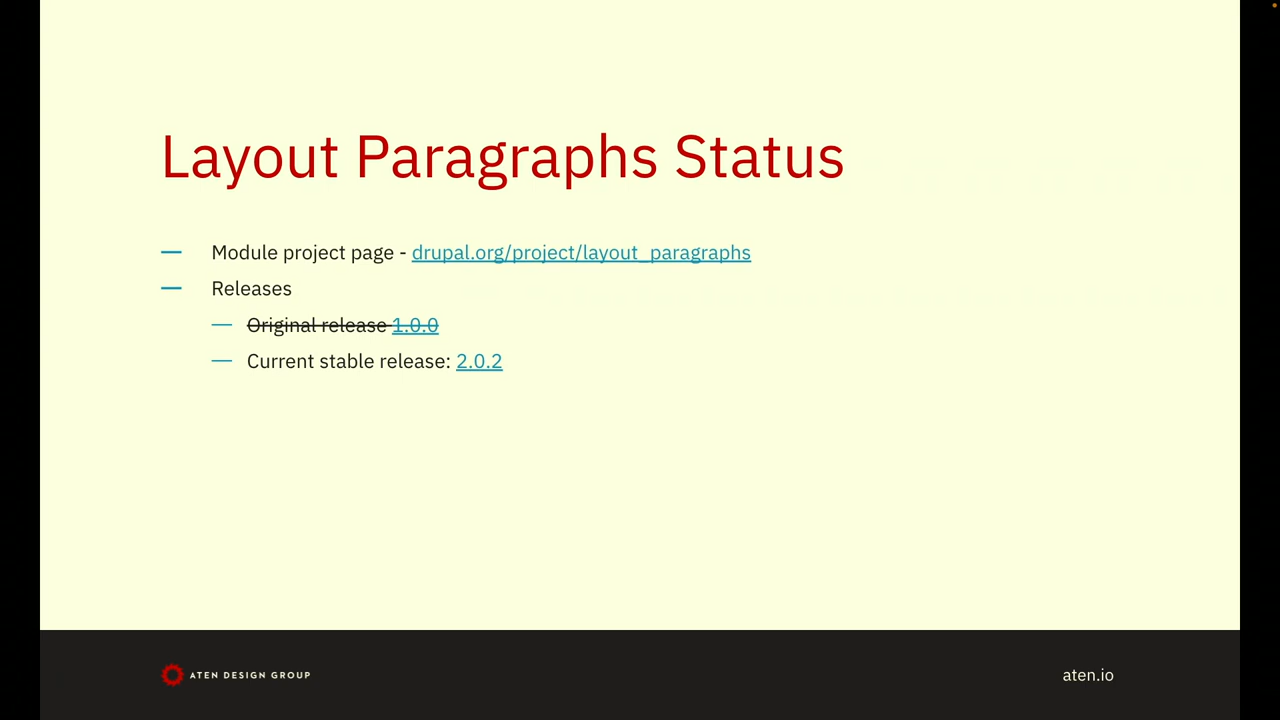 Layout Paragraphs Status
— Module project page - drupal.org/project/layout_paragraphs
— Releases
— Original release 1.0.0
— Current stable release: 2.0.2
ATEN DESIGN GROUP
aten.io